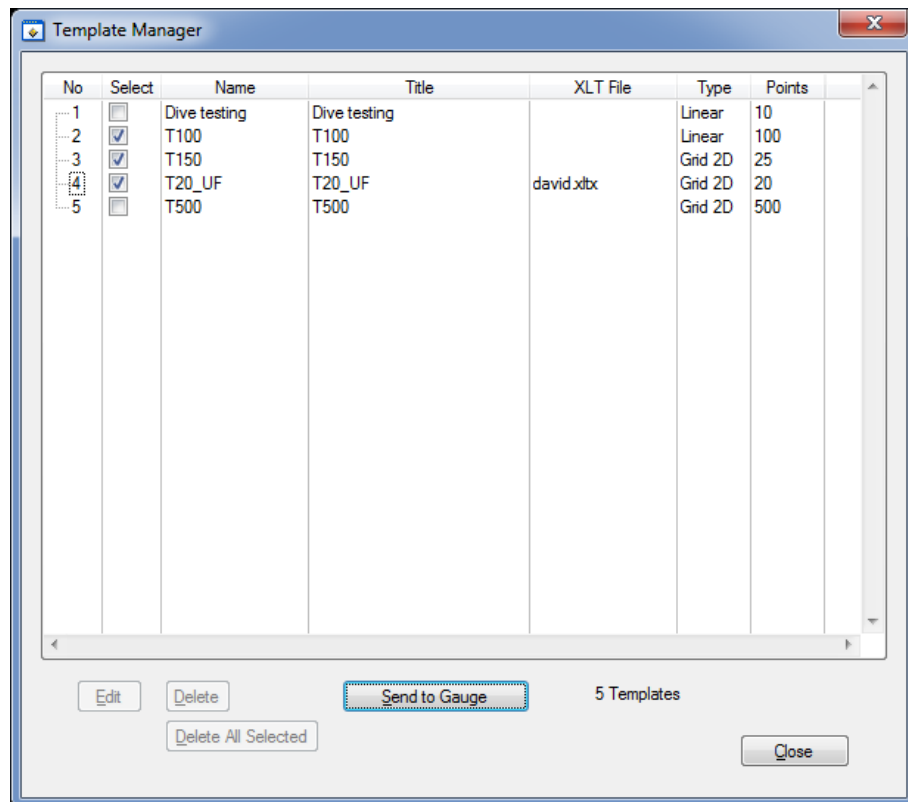 Template Manager
No Select Name Title XLT File Type Points
1 Dive testing Dive testing Linear 10
2 T100 T100 Linear 100
3 T150 T150 Grid 2D 25
4 T20_UF T20_UF david.xltx Grid 2D 20
5 T500 T500 Grid 2D 500
Edit Delete Send to Gauge 5 Templates
Delete All Selected
Close